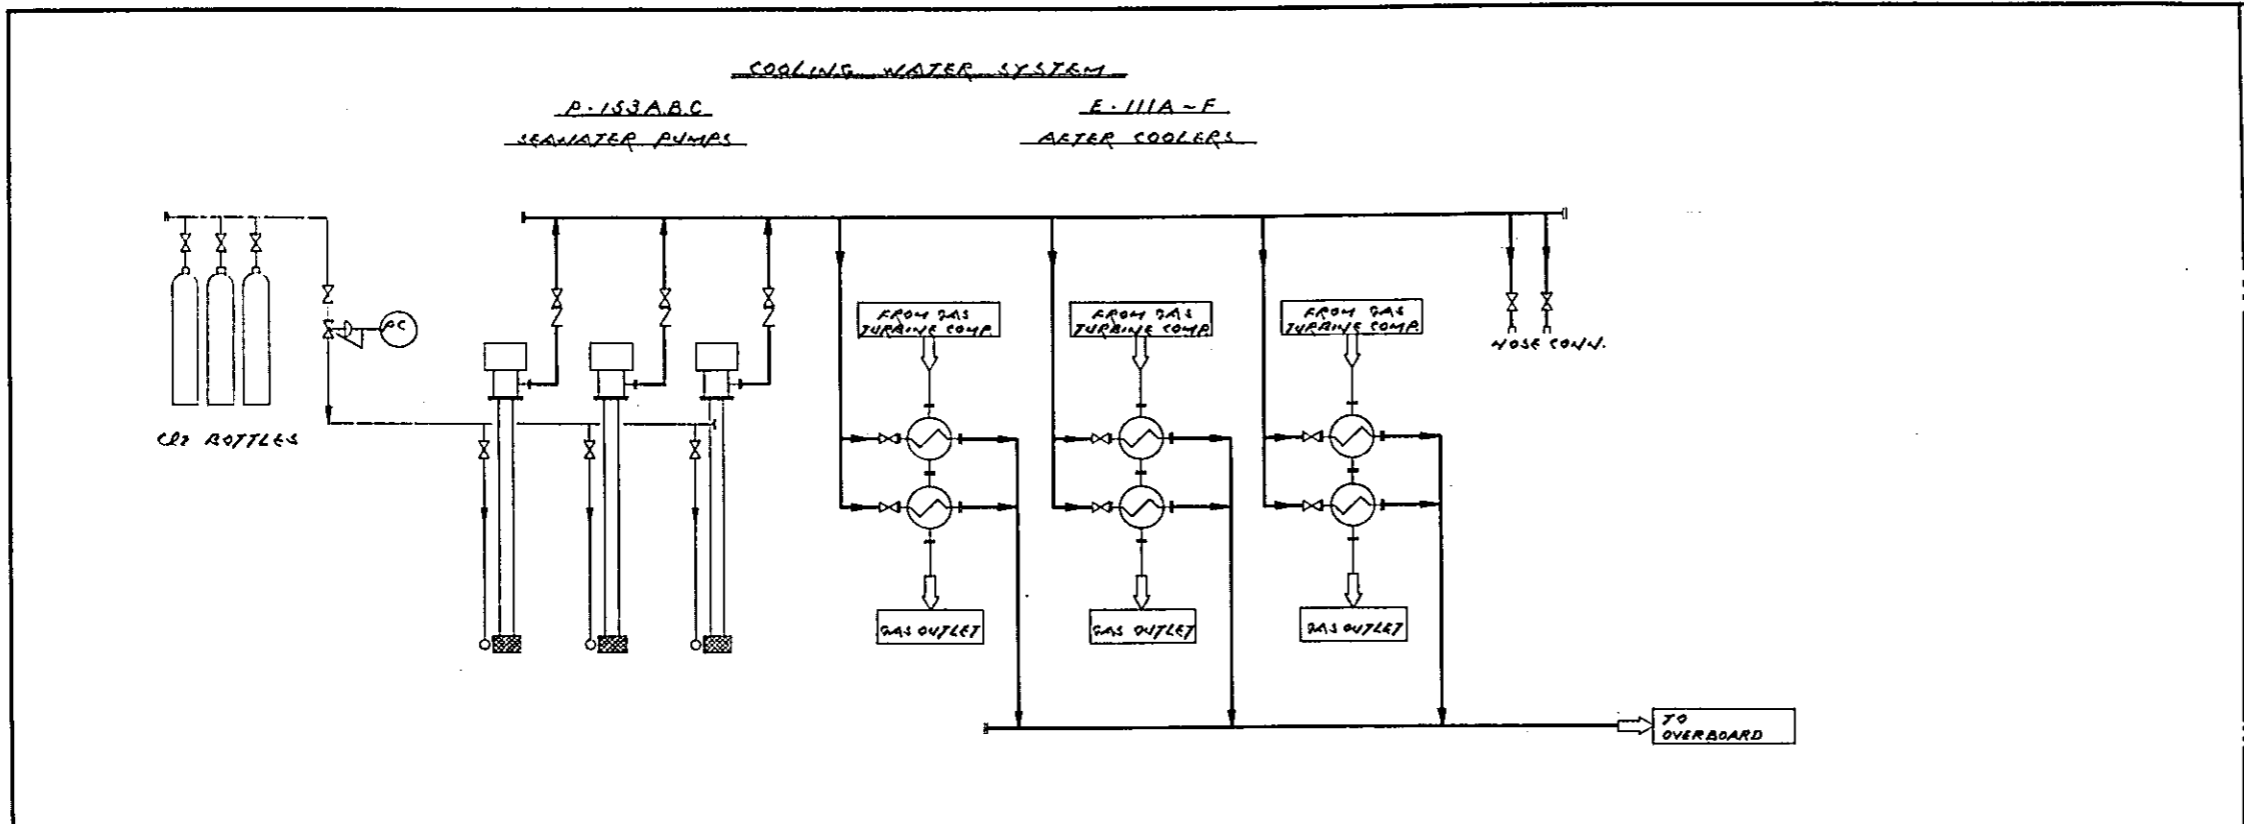 COOLING WATER SYSTEM
P-153A.B.C
SEAWATER PUMPS
E-111A~F
AFTER COOLERS
FROM GAS
TURBINE COMP.
FROM GAS
TURBINE COMP.
FROM GAS
TURBINE COMP.
PC
HOSE CONN.
Cl2 BOTTLES
GAS OUTLET
GAS OUTLET
GAS OUTLET
TO
OVERBOARD